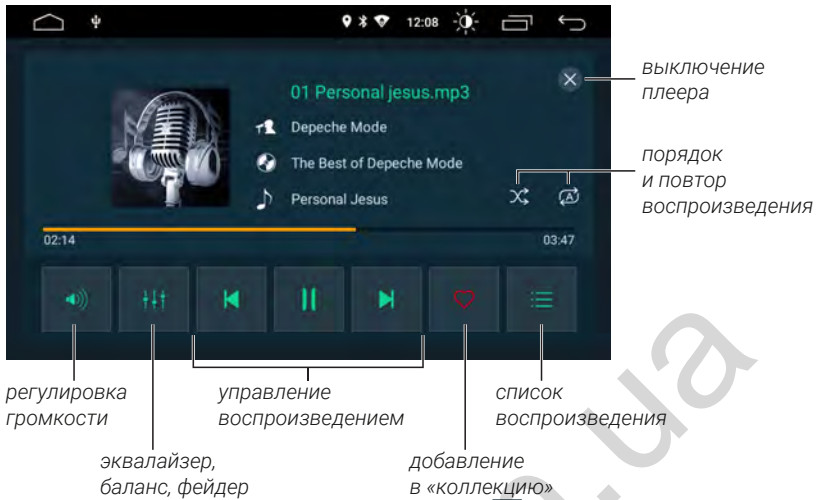 12:08
01 Personal jesus.mp3
Depeche Mode
The Best of Depeche Mode
Personal Jesus
A
02:14
03:47
выключение
плеера
порядок
и повтор
воспроизведения
регулировка
громкости
управление
воспроизведением
список
воспроизведения
эквалайзер,
баланс, фейдер
добавление
в «коллекцию»
.ua